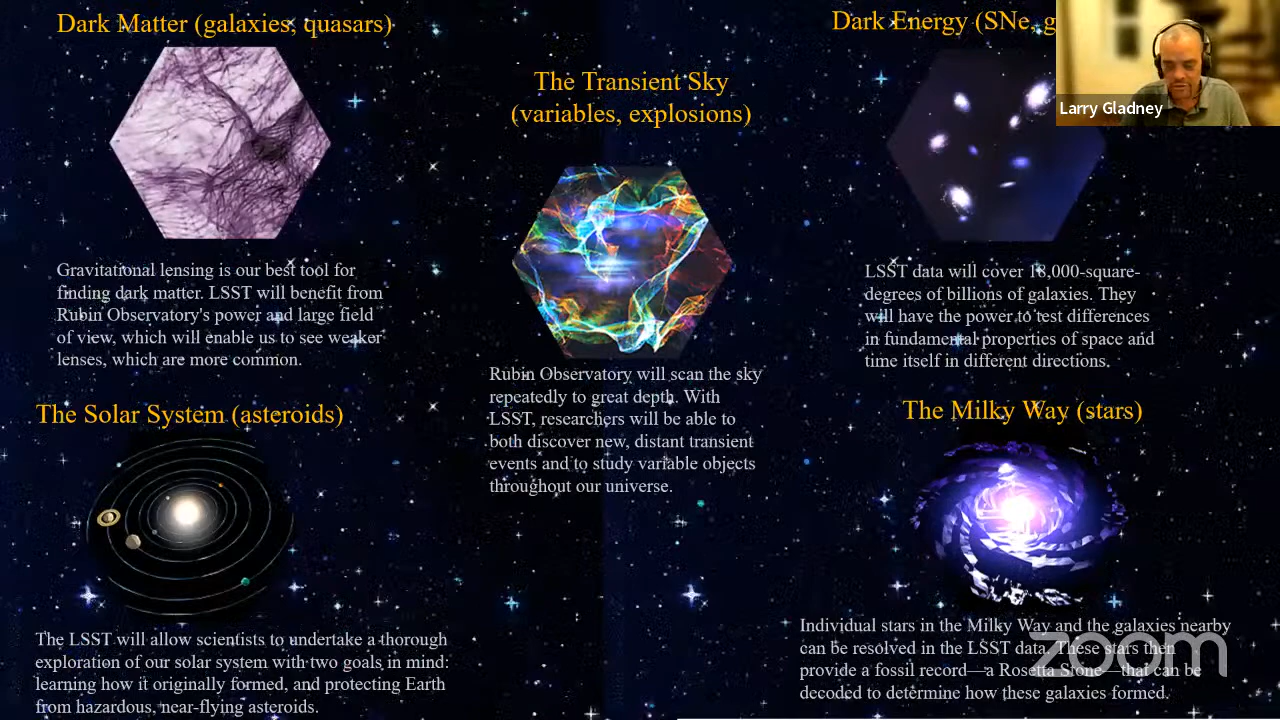 Dark Matter (galaxies, quasars)
Gravitational lensing is our best tool for
finding dark matter. LSST will benefit from
Rubin Observatory's power and large field
of view, which will enable us to see weaker
lenses, which are more common.
The Solar System (asteroids)
The LSST will allow scientists to undertake a thorough
exploration of our solar system with two goals in mind:
learning how it originally formed, and protecting Earth
from hazardous, near-flying asteroids.
The Transient Sky
(variables, explosions)
Rubin Observatory will scan the sky
repeatedly to great depth. With
LSST, researchers will be able to
both discover new, distant transient
events and to study variable objects
throughout our universe.
Dark Energy (SNe, g
Larry Gladney
LSST data will cover 18,000-square-
degrees of billions of galaxies. They
will have the power to test differences
in fundamental properties of space and
time itself in different directions.
The Milky Way (stars)
Individual stars in the Milky Way and the galaxies nearby
can be resolved in the LSST data. These stars then
provide a fossil record—a Rosetta Stone—that can be
decoded to determine how these galaxies formed.
zoom